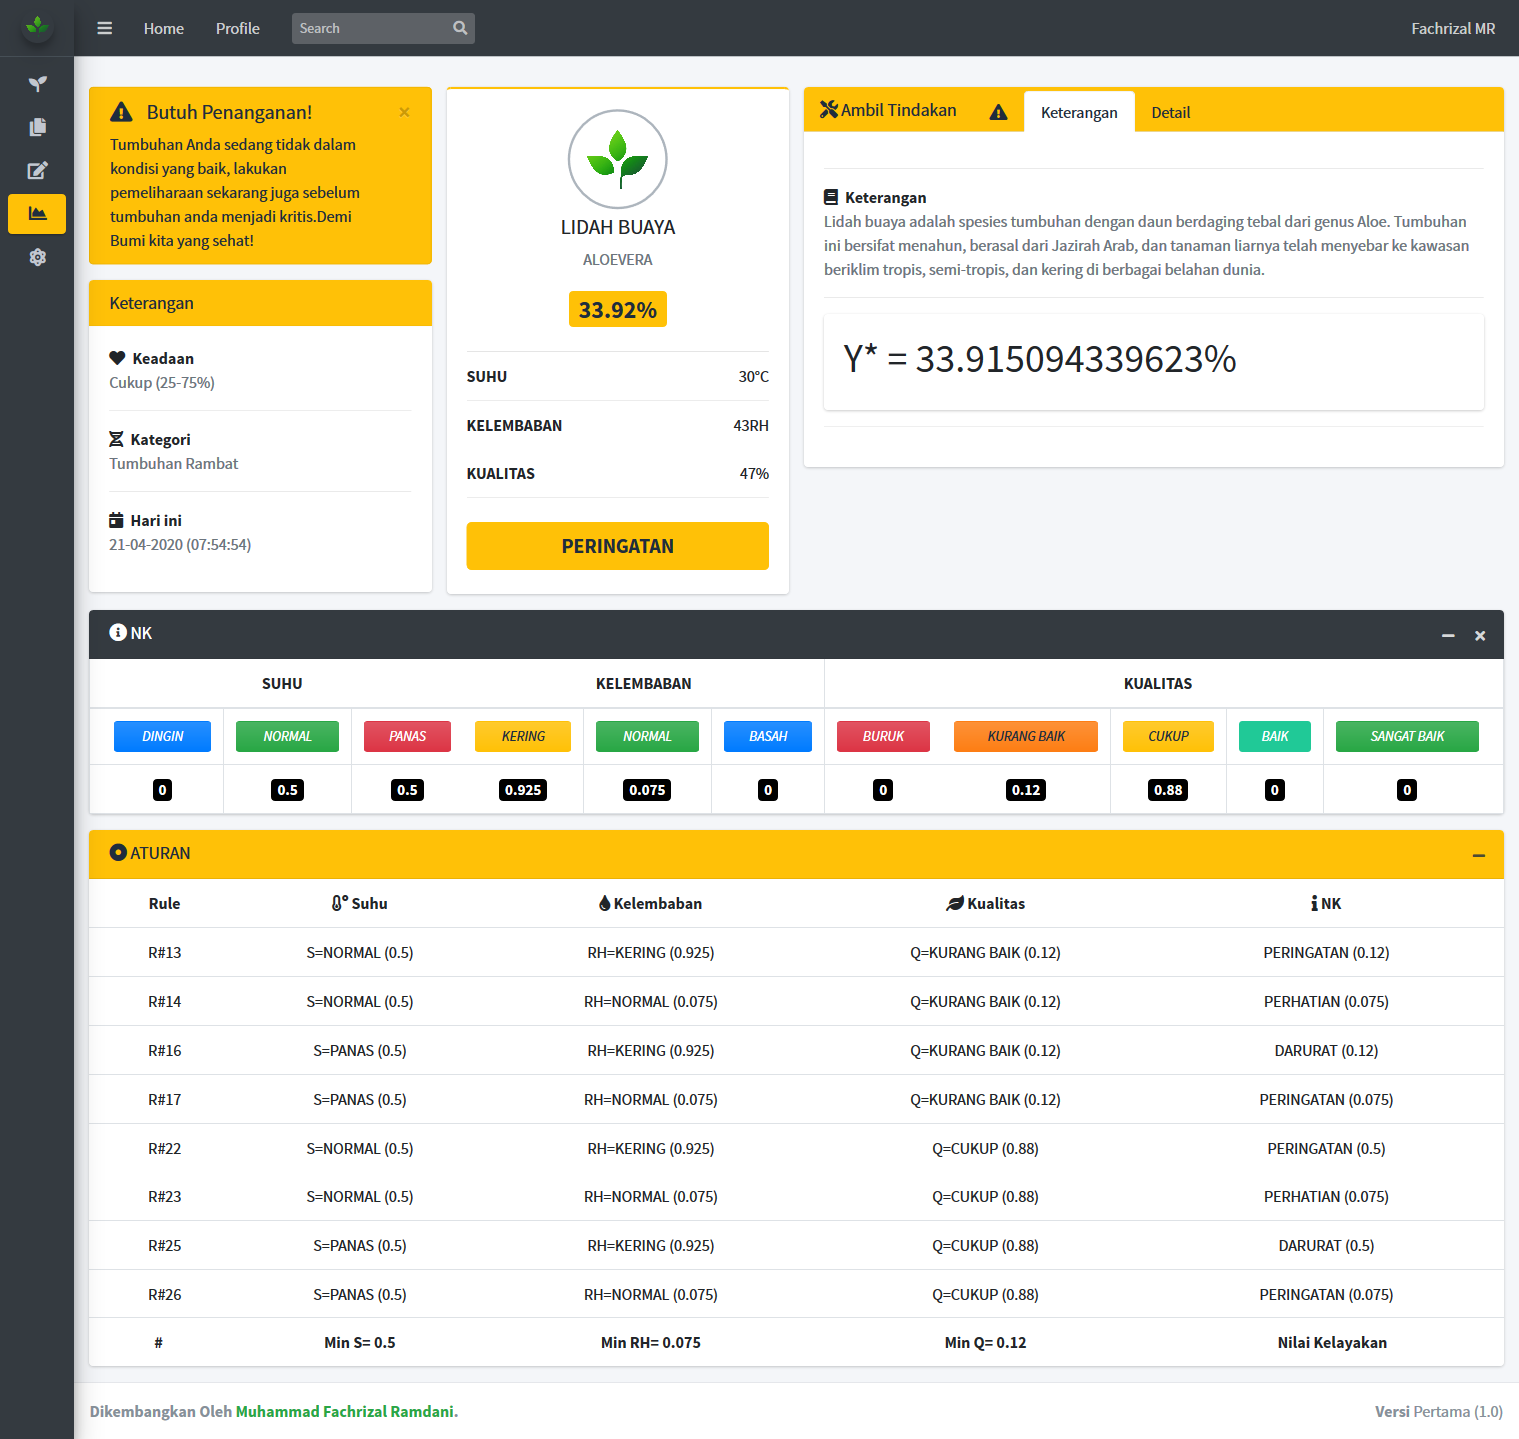 Home
Profile
Search
Fachrizal MR
Butuh Penanganan!
×
Tumbuhan Anda sedang tidak dalam
kondisi yang baik, lakukan
pemeliharaan sekarang juga sebelum
tumbuhan anda menjadi kritis.Demi
Bumi kita yang sehat!
Keterangan
Keadaan
Cukup (25-75%)
Kategori
Tumbuhan Rambat
Hari ini
21-04-2020 (07:54:54)
LIDAH BUAYA
ALOEVERA
33.92%
SUHU 30°C
KELEMBABAN 43RH
KUALITAS 47%
PERINGATAN
Ambil Tindakan
Keterangan
Detail
Keterangan
Lidah buaya adalah spesies tumbuhan dengan daun berdaging tebal dari genus Aloe. Tumbuhan
ini bersifat menahun, berasal dari Jazirah Arab, dan tanaman liarnya telah menyebar ke kawasan
beriklim tropis, semi-tropis, dan kering di berbagai belahan dunia.
Y* = 33.915094339623%
NK
SUHU KELEMBABAN KUALITAS
DINGIN NORMAL PANAS KERING NORMAL BASAH BURUK KURANG BAIK CUKUP BAIK SANGAT BAIK
0 0.5 0.5 0.925 0.075 0 0 0.12 0.88 0 0
ATURAN
Rule Suhu Kelembaban Kualitas NK
R#13 S=NORMAL (0.5) RH=KERING (0.925) Q=KURANG BAIK (0.12) PERINGATAN (0.12)
R#14 S=NORMAL (0.5) RH=NORMAL (0.075) Q=KURANG BAIK (0.12) PERHATIAN (0.075)
R#16 S=PANAS (0.5) RH=KERING (0.925) Q=KURANG BAIK (0.12) DARURAT (0.12)
R#17 S=PANAS (0.5) RH=NORMAL (0.075) Q=KURANG BAIK (0.12) PERINGATAN (0.075)
R#22 S=NORMAL (0.5) RH=KERING (0.925) Q=CUKUP (0.88) PERINGATAN (0.5)
R#23 S=NORMAL (0.5) RH=NORMAL (0.075) Q=CUKUP (0.88) PERHATIAN (0.075)
R#25 S=PANAS (0.5) RH=KERING (0.925) Q=CUKUP (0.88) DARURAT (0.5)
R#26 S=PANAS (0.5) RH=NORMAL (0.075) Q=CUKUP (0.88) PERINGATAN (0.075)
# Min S= 0.5 Min RH= 0.075 Min Q= 0.12 Nilai Kelayakan
Dikembangkan Oleh Muhammad Fachrizal Ramdani.
Versi Pertama (1.0)